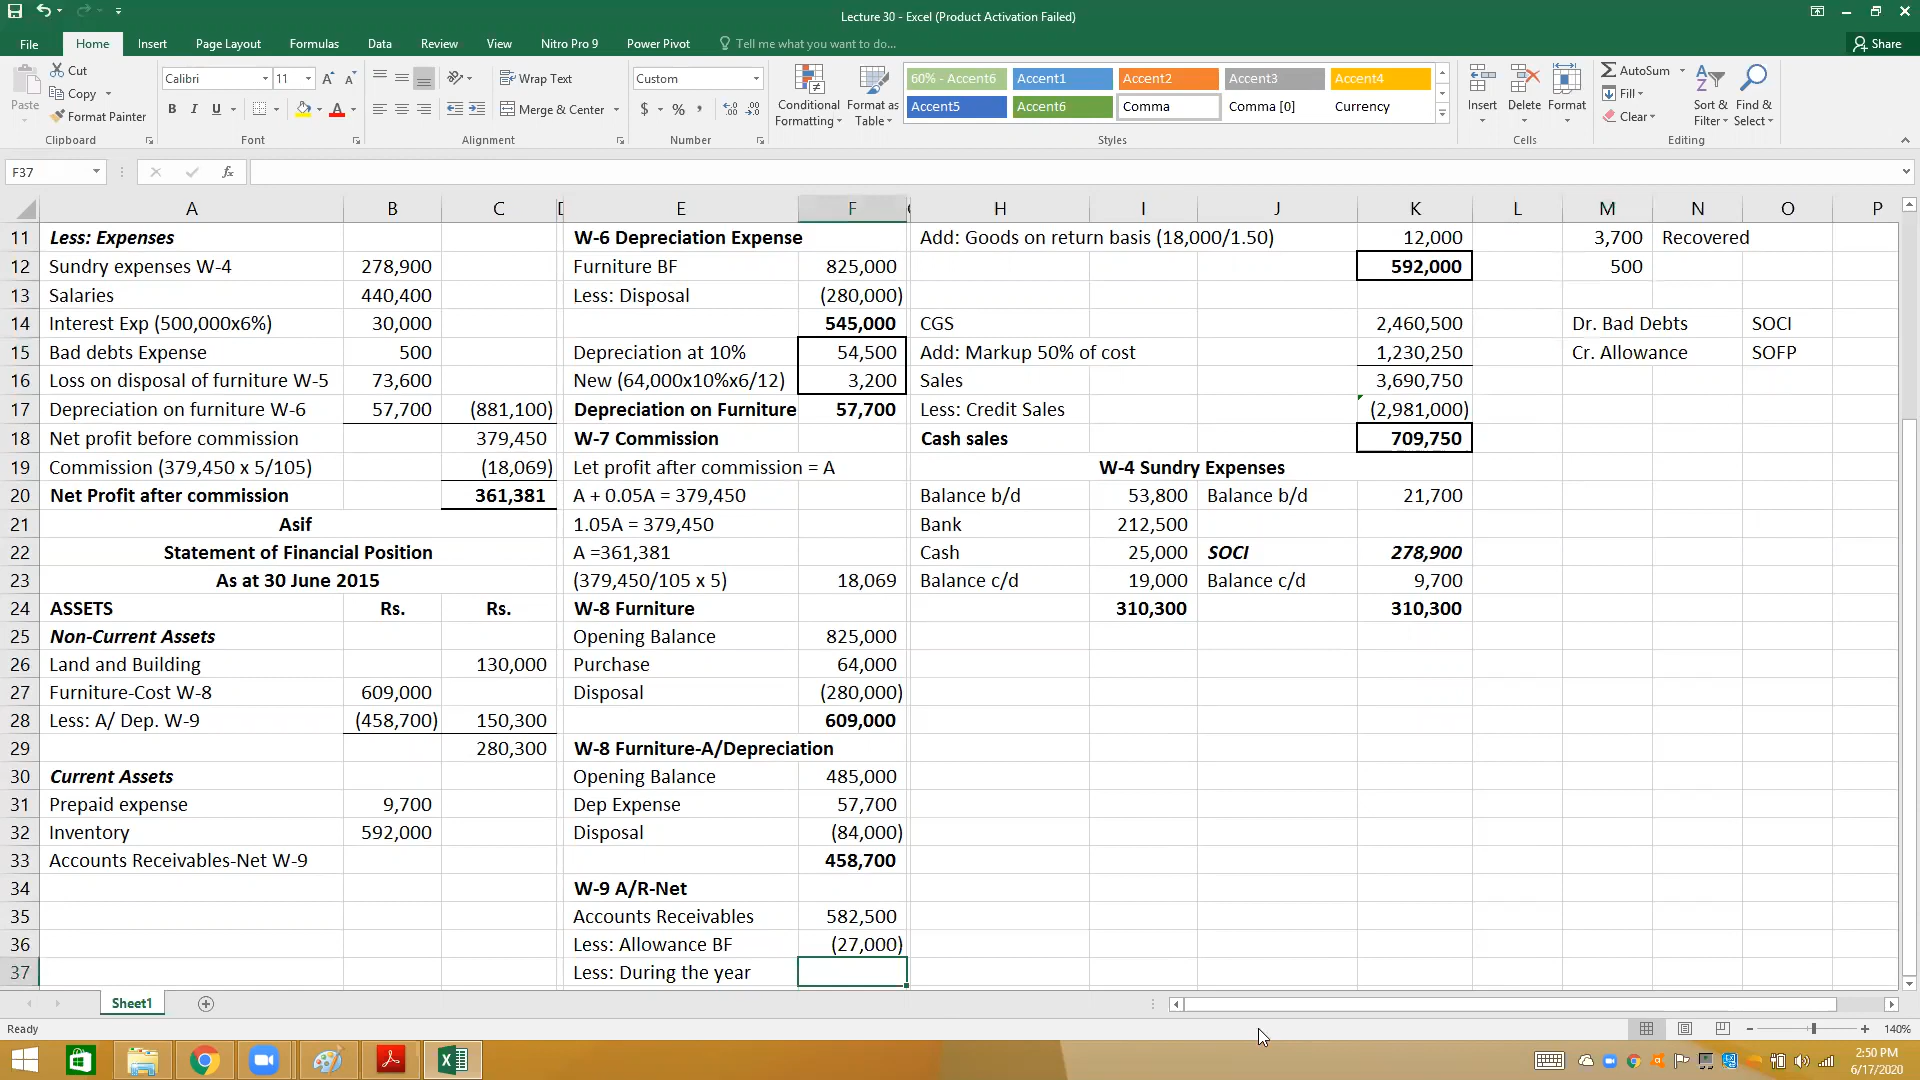 Lecture 30 - Excel (Product Activation Failed)
File Home Insert Page Layout Formulas Data Review View Nitro Pro 9 Power Pivot Tell me what you want to do... Share
Paste Cut Copy Format Painter Clipboard
Calibri 11 B I U A Font
Wrap Text Merge & Center Alignment
Custom $ % Number
Conditional Formatting Format as Table
60% - Accent6 Accent1 Accent2 Accent3 Accent4
Accent5 Accent6 Comma Comma [0] Currency
Styles
Insert Delete Format Cells
AutoSum Fill Clear Sort & Filter Find & Select Editing
F37 fx
A B C D E F H I J K L M N O P
11 Less: Expenses W-6 Depreciation Expense Add: Goods on return basis (18,000/1.50) 12,000 3,700 Recovered
12 Sundry expenses W-4 278,900 Furniture BF 825,000 592,000 500
13 Salaries 440,400 Less: Disposal (280,000)
14 Interest Exp (500,000x6%) 30,000 545,000 CGS 2,460,500 Dr. Bad Debts SOCI
15 Bad debts Expense 500 Depreciation at 10% 54,500 Add: Markup 50% of cost 1,230,250 Cr. Allowance SOFP
16 Loss on disposal of furniture W-5 73,600 New (64,000x10%x6/12) 3,200 Sales 3,690,750
17 Depreciation on furniture W-6 57,700 (881,100) Depreciation on Furniture 57,700 Less: Credit Sales (2,981,000)
18 Net profit before commission 379,450 W-7 Commission Cash sales 709,750
19 Commission (379,450 x 5/105) (18,069) Let profit after commission = A W-4 Sundry Expenses
20 Net Profit after commission 361,381 A + 0.05A = 379,450 Balance b/d 53,800 Balance b/d 21,700
21 Asif 1.05A = 379,450 Bank 212,500
22 Statement of Financial Position A =361,381 Cash 25,000 SOCI 278,900
23 As at 30 June 2015 (379,450/105 x 5) 18,069 Balance c/d 19,000 Balance c/d 9,700
24 ASSETS Rs. Rs. W-8 Furniture 310,300 310,300
25 Non-Current Assets Opening Balance 825,000
26 Land and Building 130,000 Purchase 64,000
27 Furniture-Cost W-8 609,000 Disposal (280,000)
28 Less: A/ Dep. W-9 (458,700) 150,300 609,000
29 280,300 W-8 Furniture-A/Depreciation
30 Current Assets Opening Balance 485,000
31 Prepaid expense 9,700 Dep Expense 57,700
32 Inventory 592,000 Disposal (84,000)
33 Accounts Receivables-Net W-9 458,700
34 W-9 A/R-Net
35 Accounts Receivables 582,500
36 Less: Allowance BF (27,000)
37 Less: During the year
Sheet1
Ready 140%
2:50 PM
6/17/2020